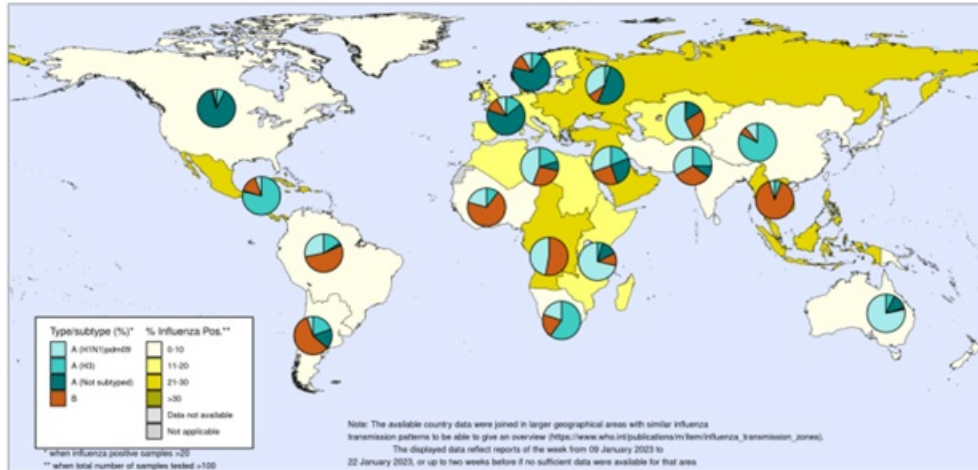 Type/subtype (%)*
A (H1N1)pdm09
A (H3)
A (Not subtyped)
B
% Influenza Pos.**
0-10
11-20
21-30
>30
Data not available
Not applicable
* when influenza positive samples >20
** when total number of samples tested >100
Note: The available country data were joined in larger geographical areas with similar influenza
transmission patterns to be able to give an overview (https://www.who.int/publications/m/item/influenza_transmission_zones).
The displayed data reflect reports of the week from 09 January 2023 to
22 January 2023, or up to two weeks before if no sufficient data were available for that area